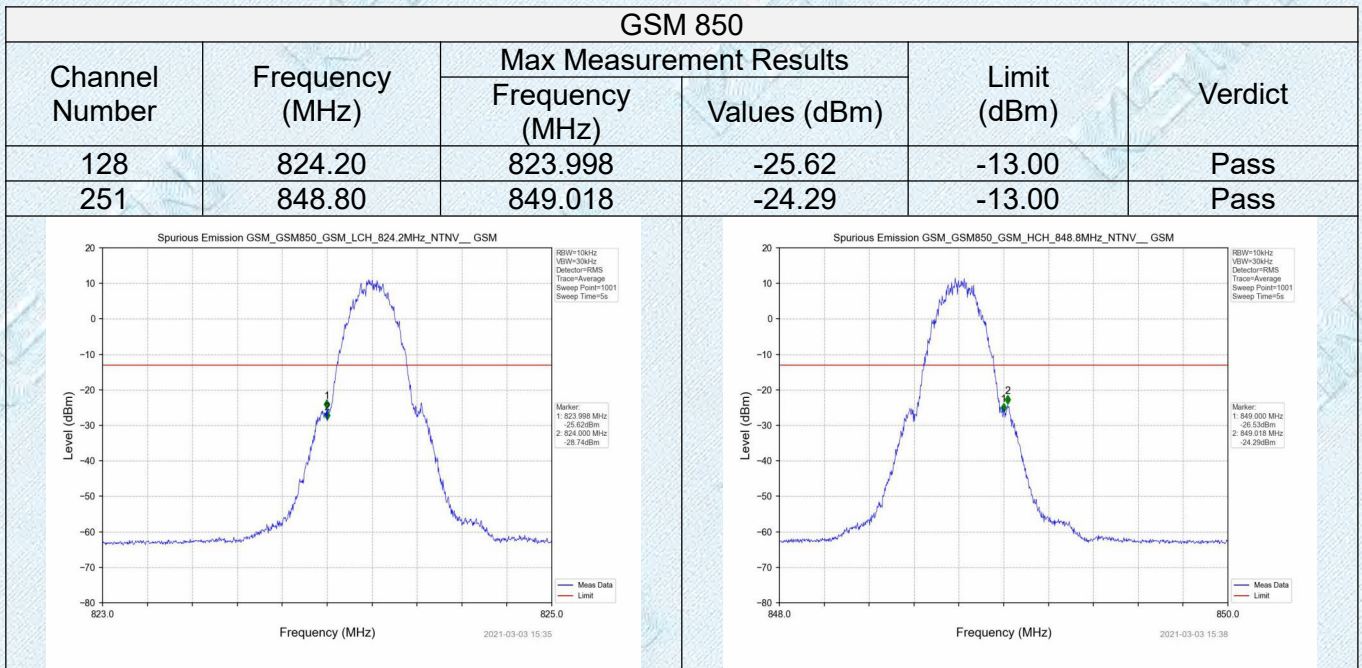 GSM 850
Channel Number Frequency (MHz) Max Measurement Results Limit (dBm) Verdict
Frequency (MHz) Values (dBm)
128 824.20 823.998 -25.62 -13.00 Pass
251 848.80 849.018 -24.29 -13.00 Pass
Spurious Emission GSM_GSM850_GSM_LCH_824.2MHz_NTNV__ GSM
20
10
0
−10
−20
−30
−40
−50
−60
−70
−80
Level (dBm)
823.0 825.0
Frequency (MHz)
RBW=10kHz
VBW=30kHz
Detector=RMS
Trace=Average
Sweep Point=1001
Sweep Time=5s
1
Marker:
1: 823.998 MHz
-25.62dBm
2: 824.000 MHz
-28.74dBm
Meas Data
Limit
2021-03-03 15:35
Spurious Emission GSM_GSM850_GSM_HCH_848.8MHz_NTNV__ GSM
20
10
0
−10
−20
−30
−40
−50
−60
−70
−80
Level (dBm)
848.0 850.0
Frequency (MHz)
RBW=10kHz
VBW=30kHz
Detector=RMS
Trace=Average
Sweep Point=1001
Sweep Time=5s
1 2
Marker:
1: 849.000 MHz
-26.53dBm
2: 849.018 MHz
-24.29dBm
Meas Data
Limit
2021-03-03 15:38